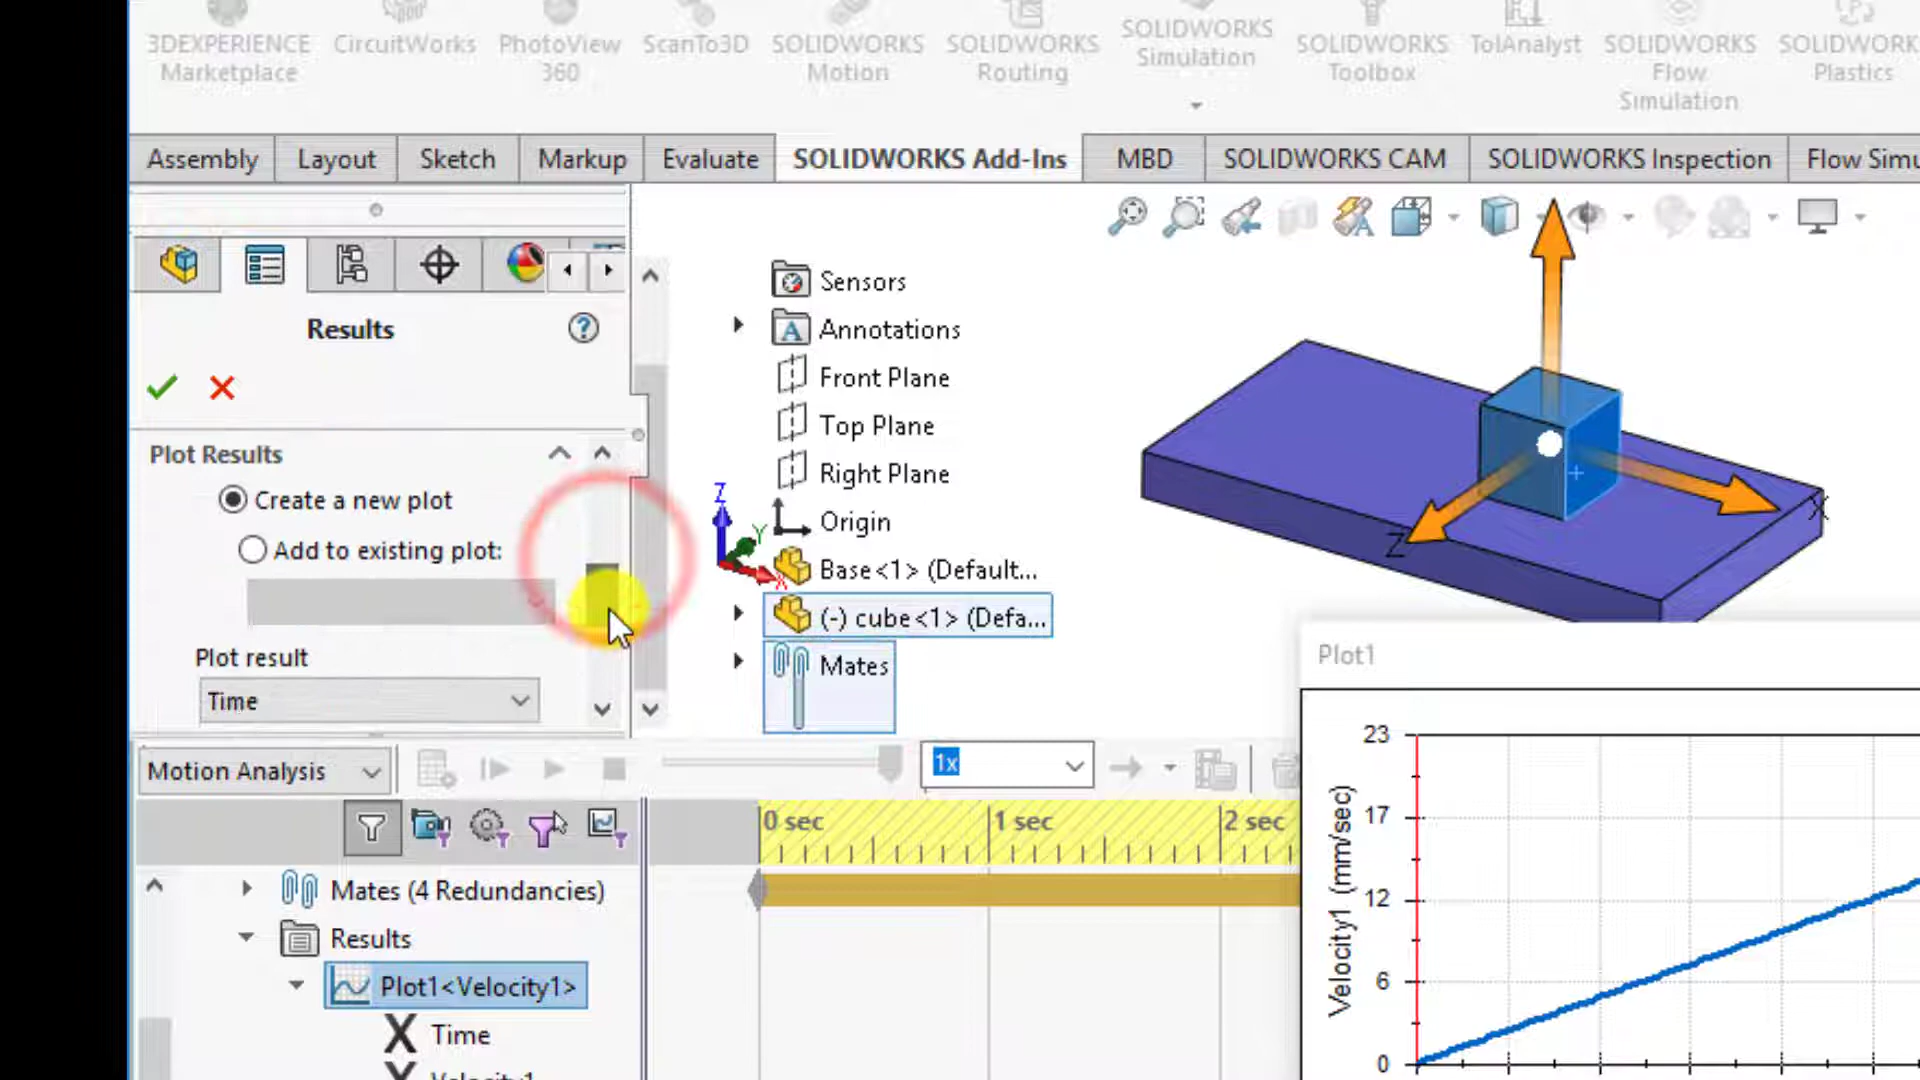 3DEXPERIENCE
Marketplace
CircuitWorks
PhotoView
360
ScanTo3D
SOLIDWORKS
Motion
SOLIDWORKS
Routing
SOLIDWORKS
Simulation
SOLIDWORKS
Toolbox
TolAnalyst
SOLIDWORKS
Flow
Simulation
SOLIDWORK
Plastics
Assembly
Layout
Sketch
Markup
Evaluate
SOLIDWORKS Add-Ins
MBD
SOLIDWORKS CAM
SOLIDWORKS Inspection
Flow Simu
Results
Plot Results
Create a new plot
Add to existing plot:
Plot result
Time
Sensors
Annotations
Front Plane
Top Plane
Right Plane
Origin
Base<1> (Default...
(-) cube<1> (Defa...
Mates
Z
Y
X
Z
X
Motion Analysis
1x
0 sec
1 sec
2 sec
Mates (4 Redundancies)
Results
Plot1<Velocity1>
Time
Velocity1
Plot1
Velocity1 (mm/sec)
23
17
12
6
0